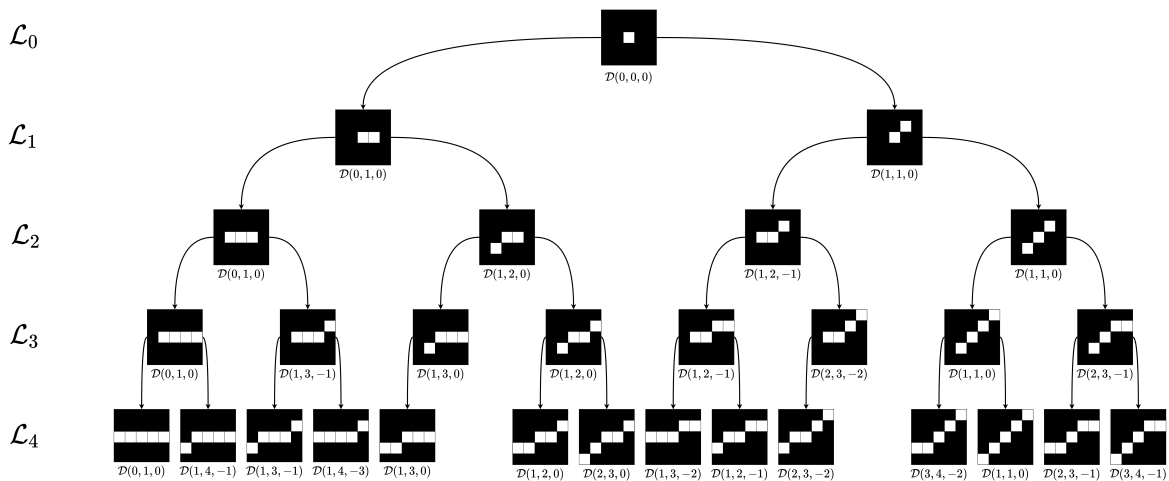 ℒ₀
𝒟(0, 0, 0)
ℒ₁
𝒟(0, 1, 0) 𝒟(1, 1, 0)
ℒ₂
𝒟(0, 1, 0) 𝒟(1, 2, 0) 𝒟(1, 2, −1) 𝒟(1, 1, 0)
ℒ₃
𝒟(0, 1, 0) 𝒟(1, 3, −1) 𝒟(1, 3, 0) 𝒟(1, 2, 0) 𝒟(1, 2, −1) 𝒟(2, 3, −2) 𝒟(1, 1, 0) 𝒟(2, 3, −1)
ℒ₄
𝒟(0, 1, 0) 𝒟(1, 4, −1) 𝒟(1, 3, −1) 𝒟(1, 4, −3) 𝒟(1, 3, 0) 𝒟(1, 2, 0) 𝒟(2, 3, 0) 𝒟(1, 3, −2) 𝒟(1, 2, −1) 𝒟(2, 3, −2) 𝒟(3, 4, −2) 𝒟(1, 1, 0) 𝒟(2, 3, −1) 𝒟(3, 4, −1)